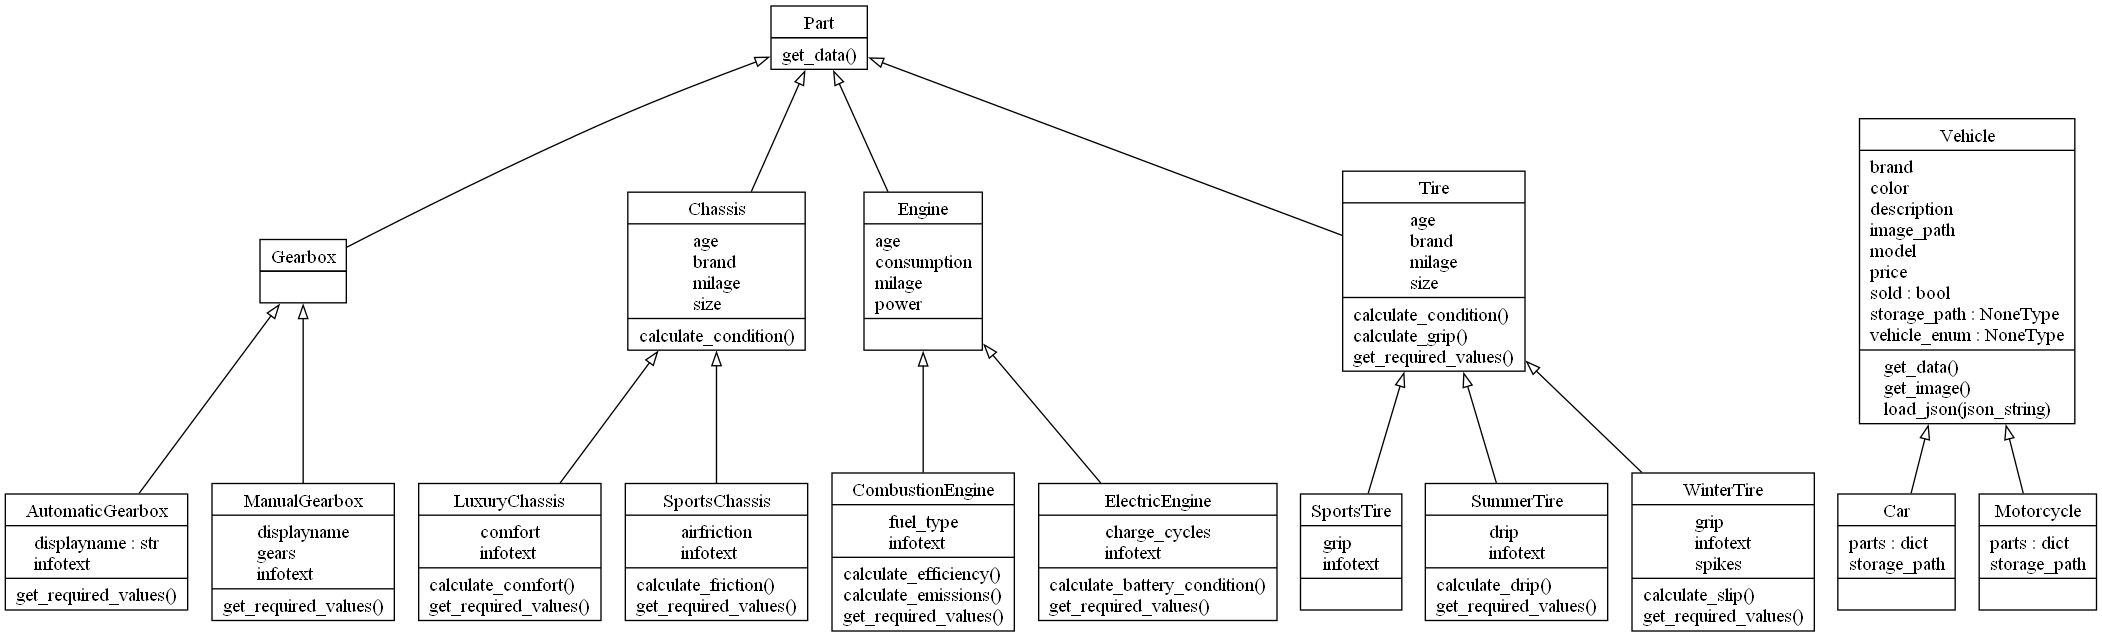 Part
get_data()
Gearbox
Chassis
age
brand
milage
size
calculate_condition()
Engine
age
consumption
milage
power
Tire
age
brand
milage
size
calculate_condition()
calculate_grip()
get_required_values()
Vehicle
brand
color
description
image_path
model
price
sold : bool
storage_path : NoneType
vehicle_enum : NoneType
get_data()
get_image()
load_json(json_string)
AutomaticGearbox
displayname : str
infotext
get_required_values()
ManualGearbox
displayname
gears
infotext
get_required_values()
LuxuryChassis
comfort
infotext
calculate_comfort()
get_required_values()
SportsChassis
airfriction
infotext
calculate_friction()
get_required_values()
CombustionEngine
fuel_type
infotext
calculate_efficiency()
calculate_emissions()
get_required_values()
ElectricEngine
charge_cycles
infotext
calculate_battery_condition()
get_required_values()
SportsTire
grip
infotext
SummerTire
drip
infotext
calculate_drip()
get_required_values()
WinterTire
grip
infotext
spikes
calculate_slip()
get_required_values()
Car
parts : dict
storage_path
Motorcycle
parts : dict
storage_path